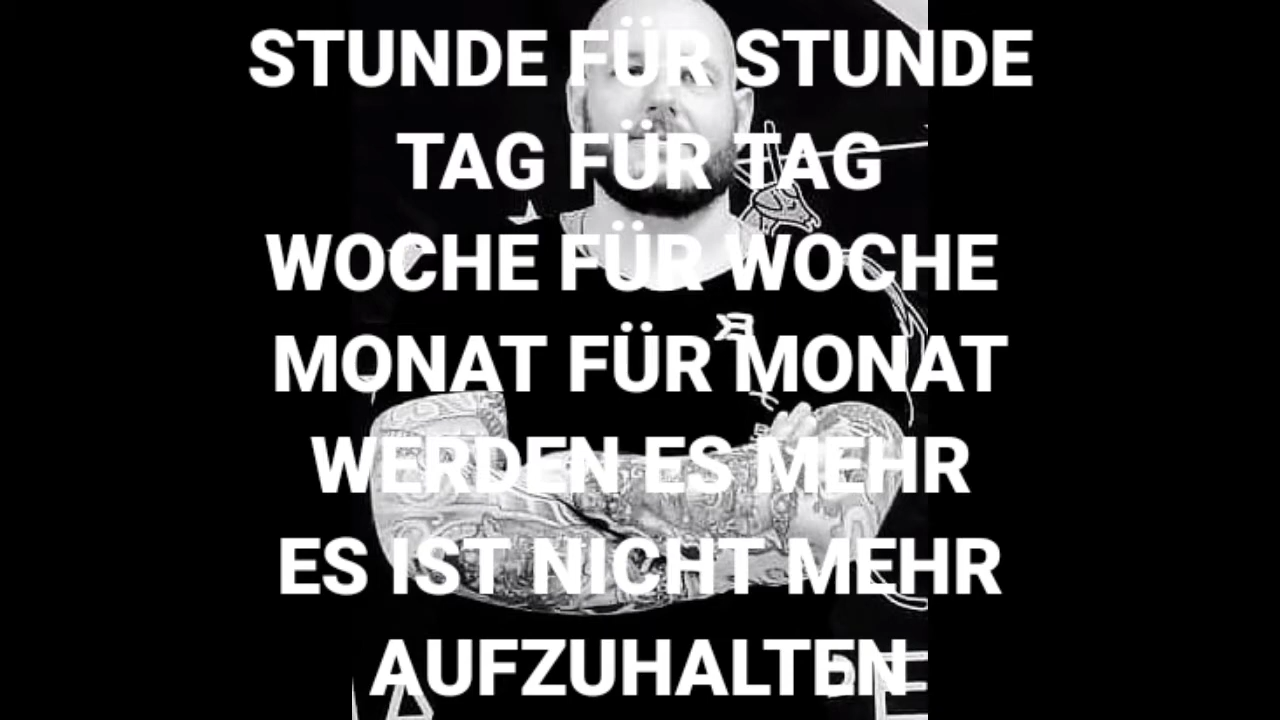 STUNDE FÜR STUNDE
TAG FÜR TAG
WOCHE FÜR WOCHE
MONAT FÜR MONAT
WERDEN ES MEHR
ES IST NICHT MEHR
AUFZUHALTEN